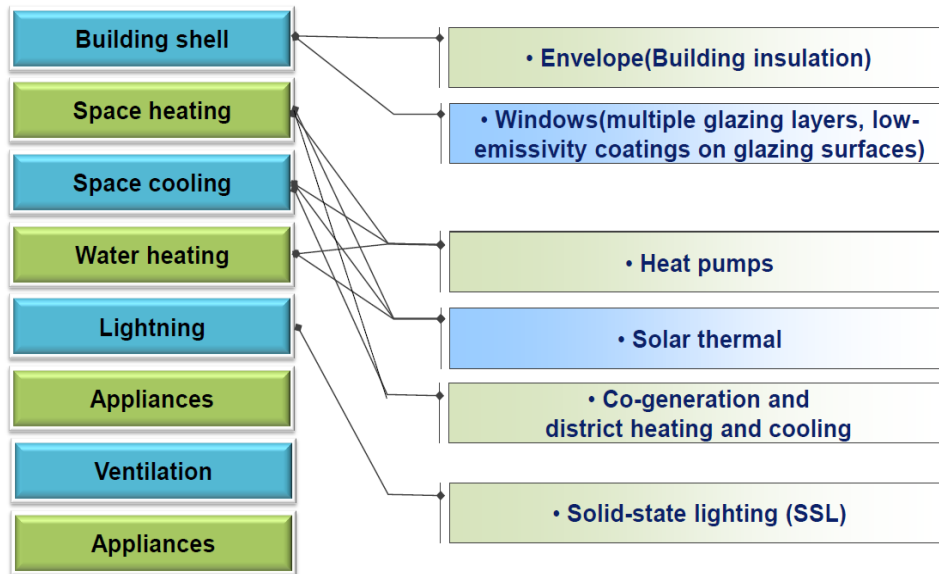 Building shell
Space heating
Space cooling
Water heating
Lightning
Appliances
Ventilation
Appliances
• Envelope(Building insulation)
• Windows(multiple glazing layers, low-
emissivity coatings on glazing surfaces)
• Heat pumps
• Solar thermal
• Co-generation and
district heating and cooling
• Solid-state lighting (SSL)